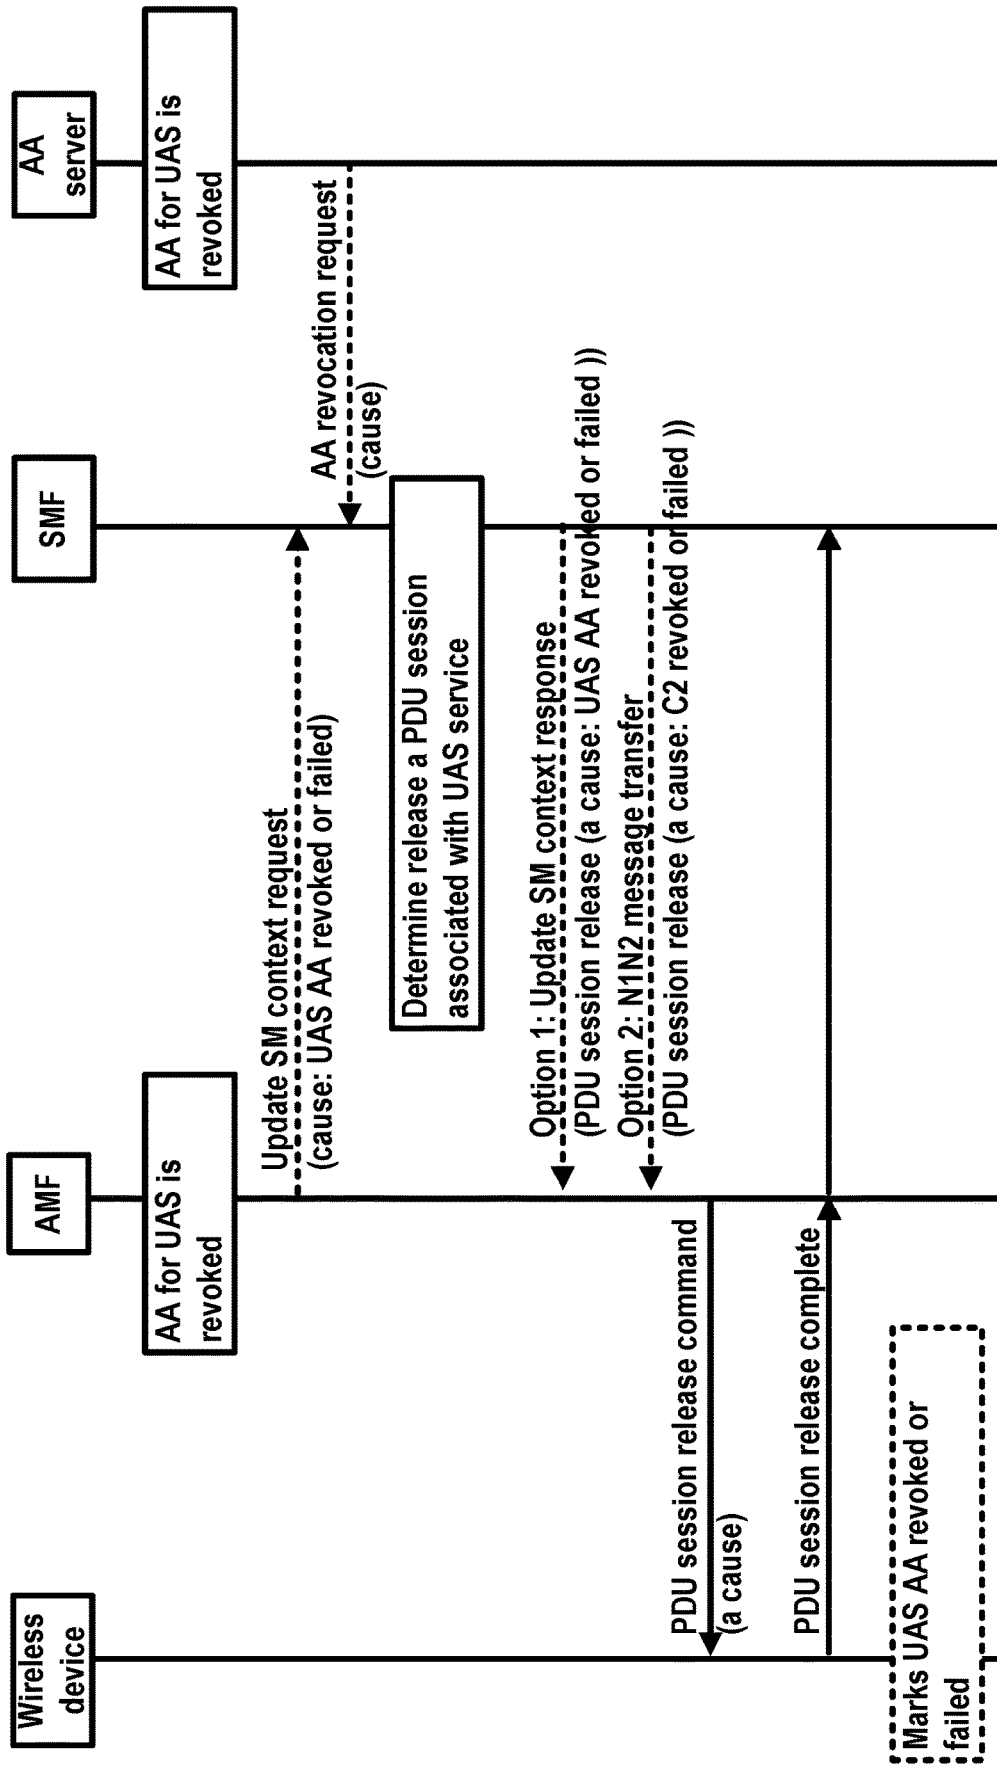 Wireless
device
AMF
SMF
AA
server
AA for UAS is
revoked
AA for UAS is
revoked
Update SM context request
(cause: UAS AA revoked or failed)
AA revocation request
(cause)
Determine release a PDU session
associated with UAS service
Option 1: Update SM context response
(PDU session release (a cause: UAS AA revoked or failed ))
Option 2: N1N2 message transfer
(PDU session release (a cause: C2 revoked or failed ))
PDU session release command
(a cause)
PDU session release complete
Marks UAS AA revoked or
failed